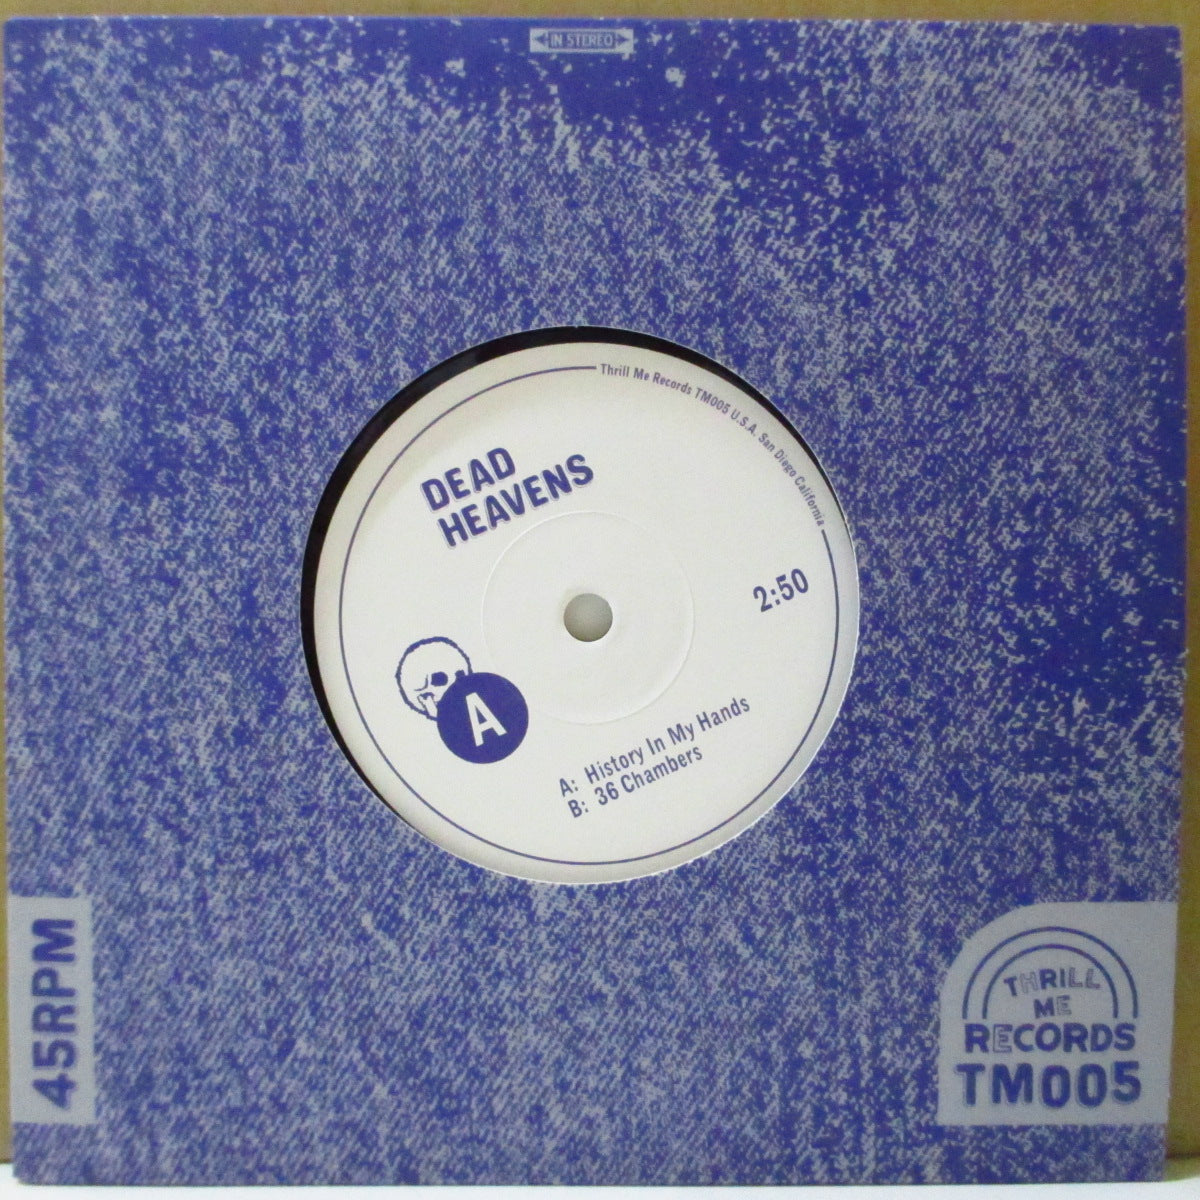 IN STEREO
Thrill Me Records TM005 U.S.A. San Diego California
DEAD
HEAVENS
2:50
A
A: History In My Hands
B: 36 Chambers
45RPM
THRILL
ME
RECORDS
TM005